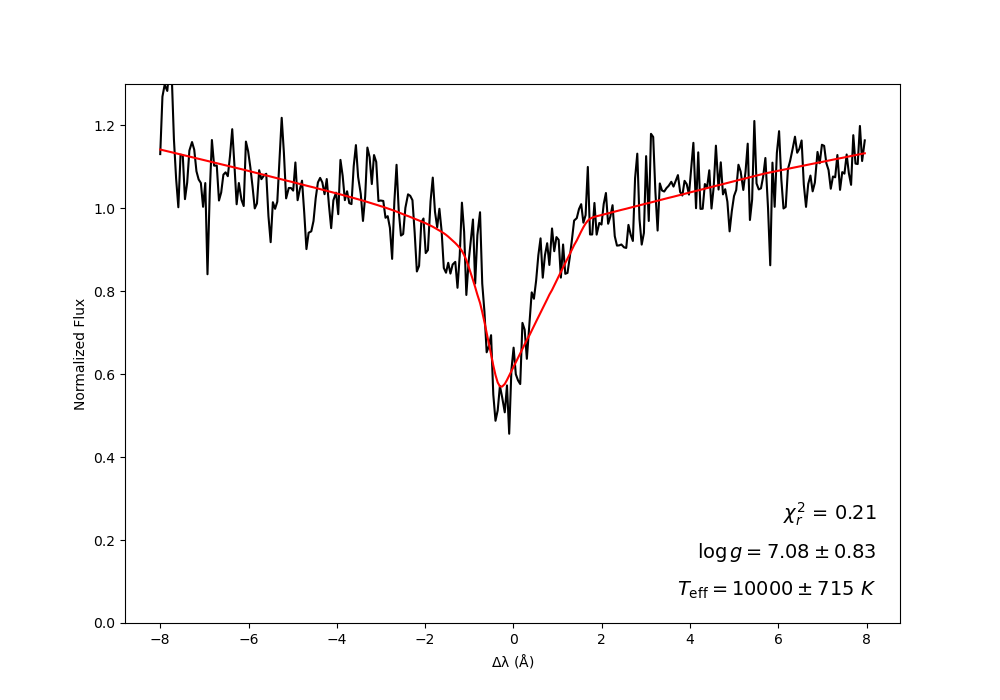 1.2
1.0
0.8
0.6
0.4
0.2
0.0
Normalized Flux
χ²ᵣ = 0.21
log g = 7.08 ± 0.83
T_eff = 10000 ± 715 K
−8 −6 −4 −2 0 2 4 6 8
Δλ (Å)